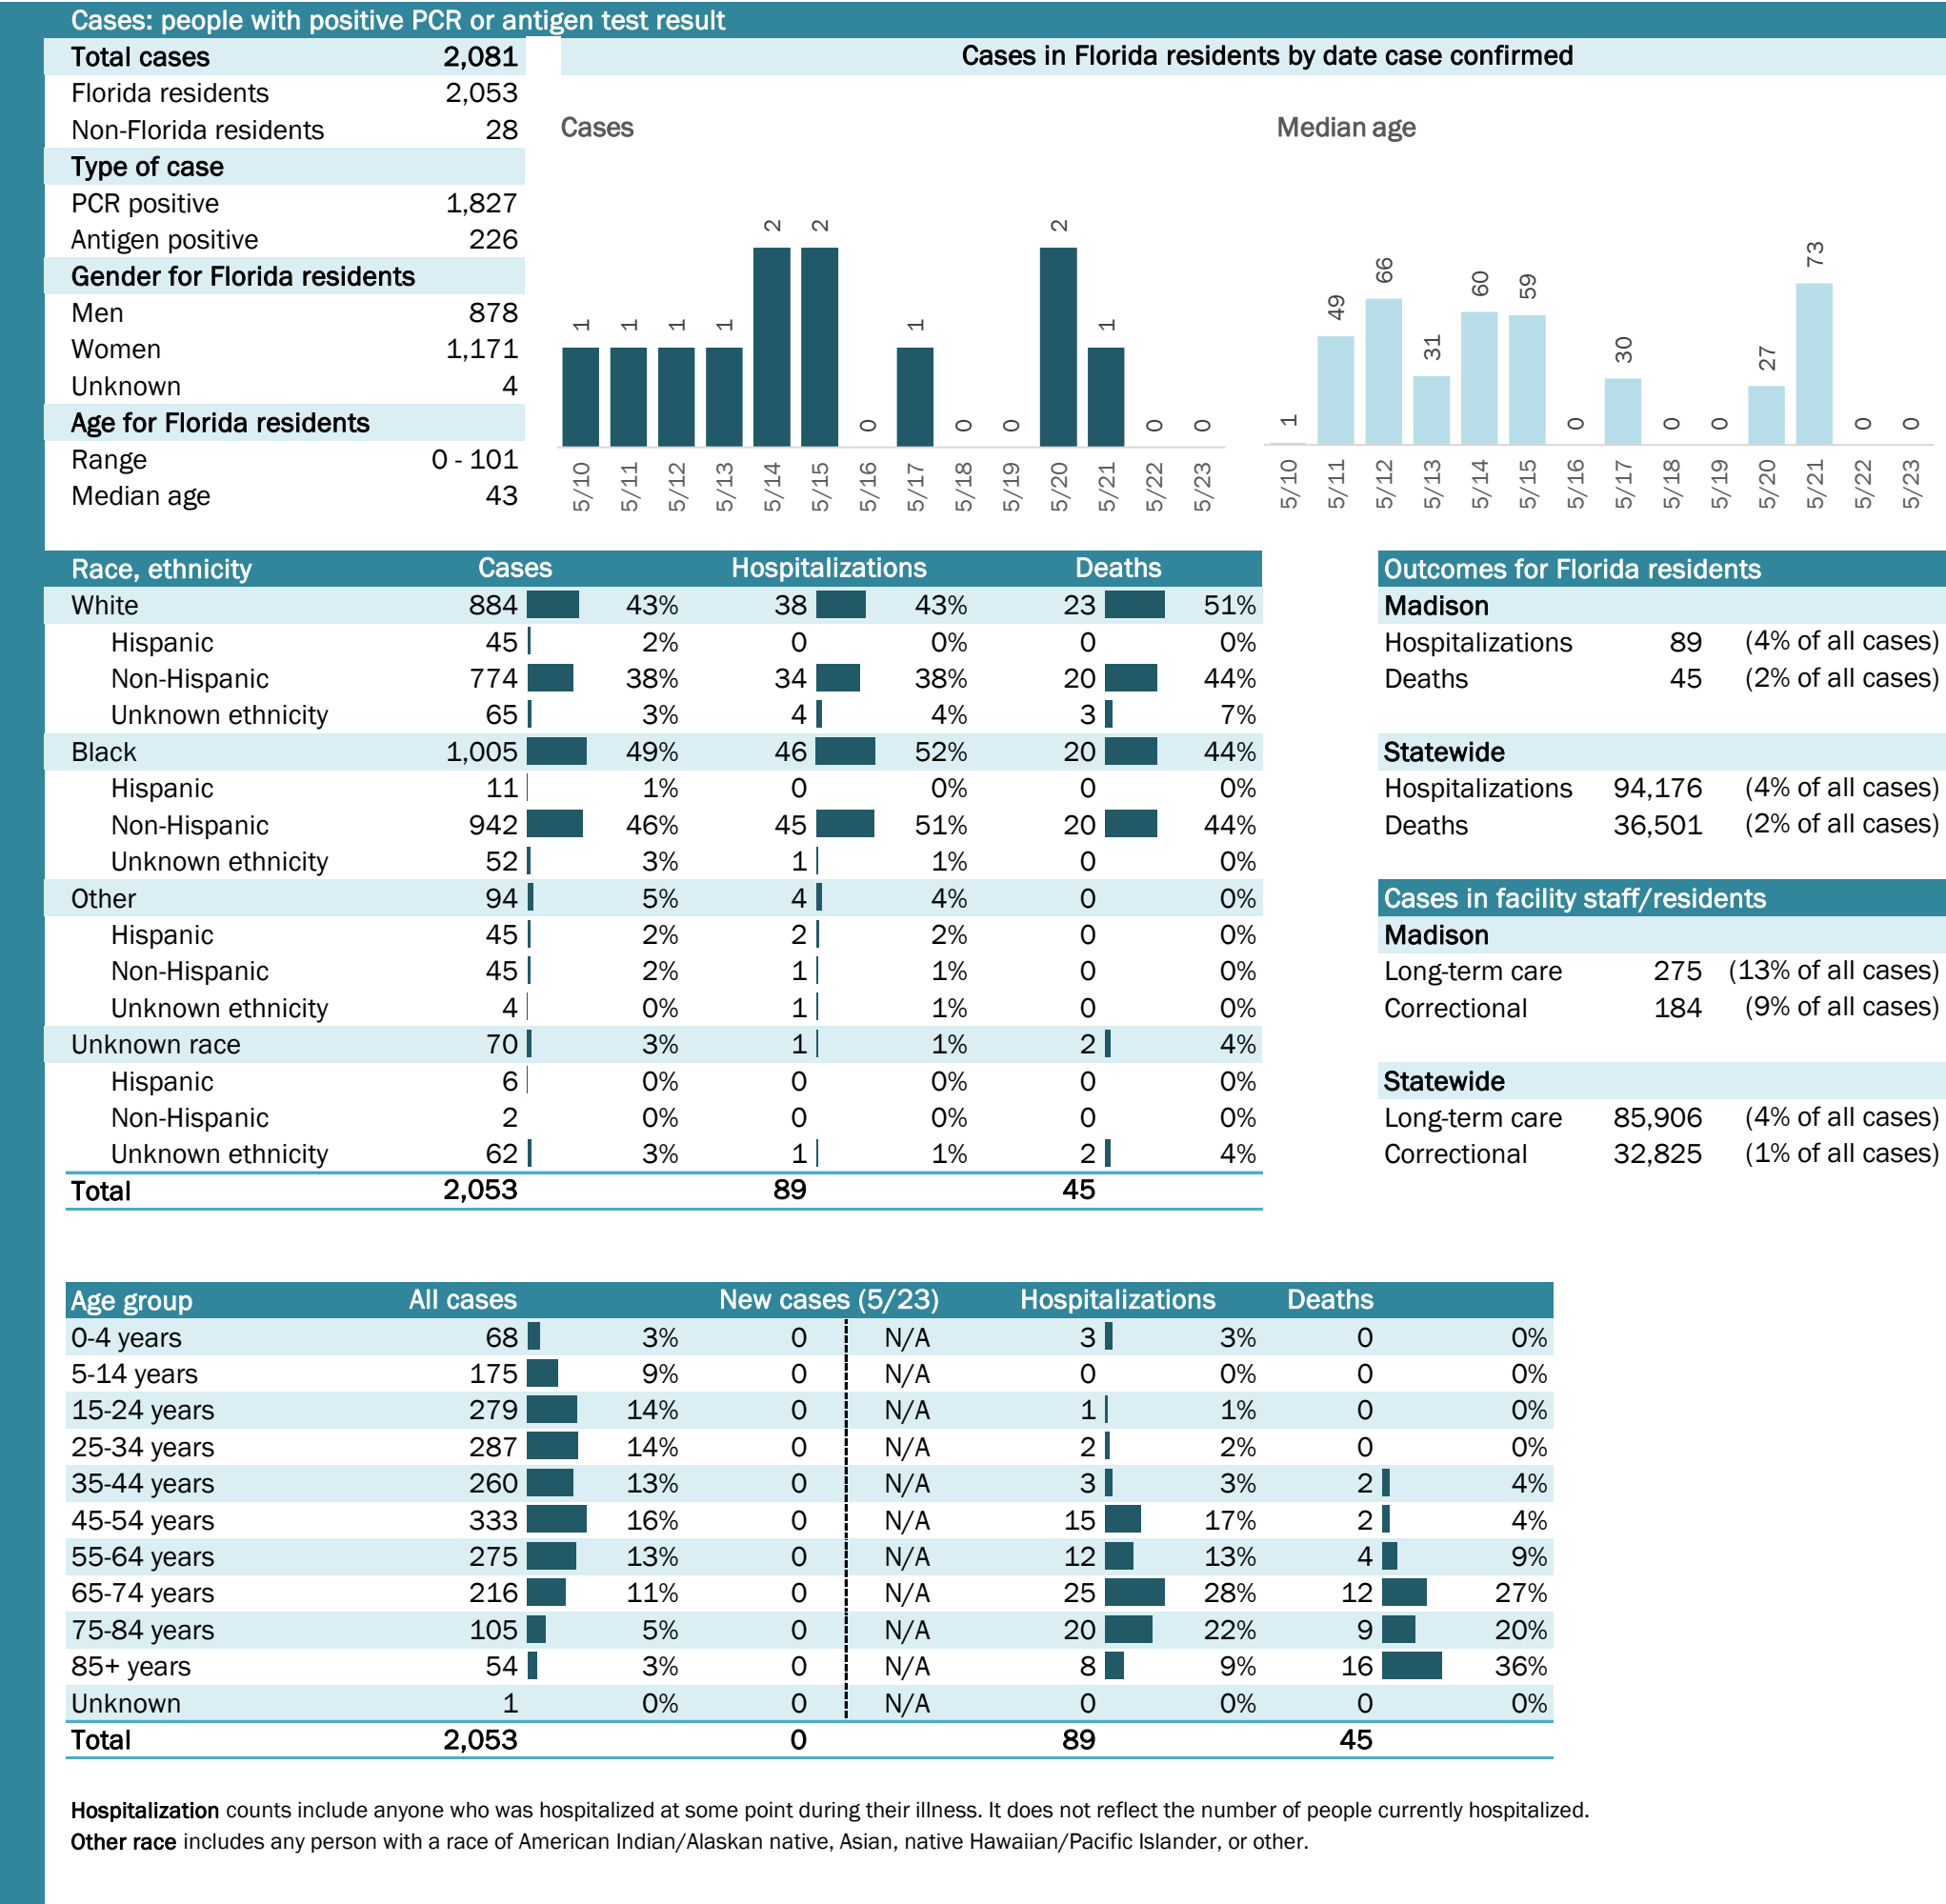 Cases: people with positive PCR or antigen test result
Total cases 2,081
Florida residents 2,053
Non-Florida residents 28
Type of case
PCR positive 1,827
Antigen positive 226
Gender for Florida residents
Men 878
Women 1,171
Unknown 4
Age for Florida residents
Range 0 - 101
Median age 43
Cases in Florida residents by date case confirmed
Cases
1 1 1 1 2 2 0 1 0 0 2 1 0 0
5/10 5/11 5/12 5/13 5/14 5/15 5/16 5/17 5/18 5/19 5/20 5/21 5/22 5/23
Median age
1 49 66 31 60 59 0 30 0 0 27 73 0 0
5/10 5/11 5/12 5/13 5/14 5/15 5/16 5/17 5/18 5/19 5/20 5/21 5/22 5/23
Race, ethnicity Cases Hospitalizations Deaths
White 884 43% 38 43% 23 51%
Hispanic 45 2% 0 0% 0 0%
Non-Hispanic 774 38% 34 38% 20 44%
Unknown ethnicity 65 3% 4 4% 3 7%
Black 1,005 49% 46 52% 20 44%
Hispanic 11 1% 0 0% 0 0%
Non-Hispanic 942 46% 45 51% 20 44%
Unknown ethnicity 52 3% 1 1% 0 0%
Other 94 5% 4 4% 0 0%
Hispanic 45 2% 2 2% 0 0%
Non-Hispanic 45 2% 1 1% 0 0%
Unknown ethnicity 4 0% 1 1% 0 0%
Unknown race 70 3% 1 1% 2 4%
Hispanic 6 0% 0 0% 0 0%
Non-Hispanic 2 0% 0 0% 0 0%
Unknown ethnicity 62 3% 1 1% 2 4%
Total 2,053 89 45
Outcomes for Florida residents
Madison
Hospitalizations 89 (4% of all cases)
Deaths 45 (2% of all cases)
Statewide
Hospitalizations 94,176 (4% of all cases)
Deaths 36,501 (2% of all cases)
Cases in facility staff/residents
Madison
Long-term care 275 (13% of all cases)
Correctional 184 (9% of all cases)
Statewide
Long-term care 85,906 (4% of all cases)
Correctional 32,825 (1% of all cases)
Age group All cases New cases (5/23) Hospitalizations Deaths
0-4 years 68 3% 0 N/A 3 3% 0 0%
5-14 years 175 9% 0 N/A 0 0% 0 0%
15-24 years 279 14% 0 N/A 1 1% 0 0%
25-34 years 287 14% 0 N/A 2 2% 0 0%
35-44 years 260 13% 0 N/A 3 3% 2 4%
45-54 years 333 16% 0 N/A 15 17% 2 4%
55-64 years 275 13% 0 N/A 12 13% 4 9%
65-74 years 216 11% 0 N/A 25 28% 12 27%
75-84 years 105 5% 0 N/A 20 22% 9 20%
85+ years 54 3% 0 N/A 8 9% 16 36%
Unknown 1 0% 0 N/A 0 0% 0 0%
Total 2,053 0 89 45
Hospitalization counts include anyone who was hospitalized at some point during their illness. It does not reflect the number of people currently hospitalized.
Other race includes any person with a race of American Indian/Alaskan native, Asian, native Hawaiian/Pacific Islander, or other.